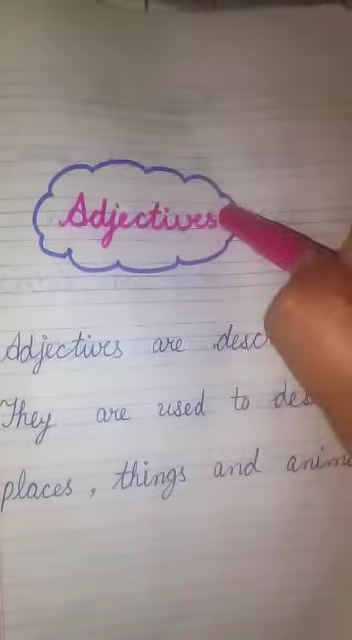 Adjectives
Adjectives are
They are used to
places, things and